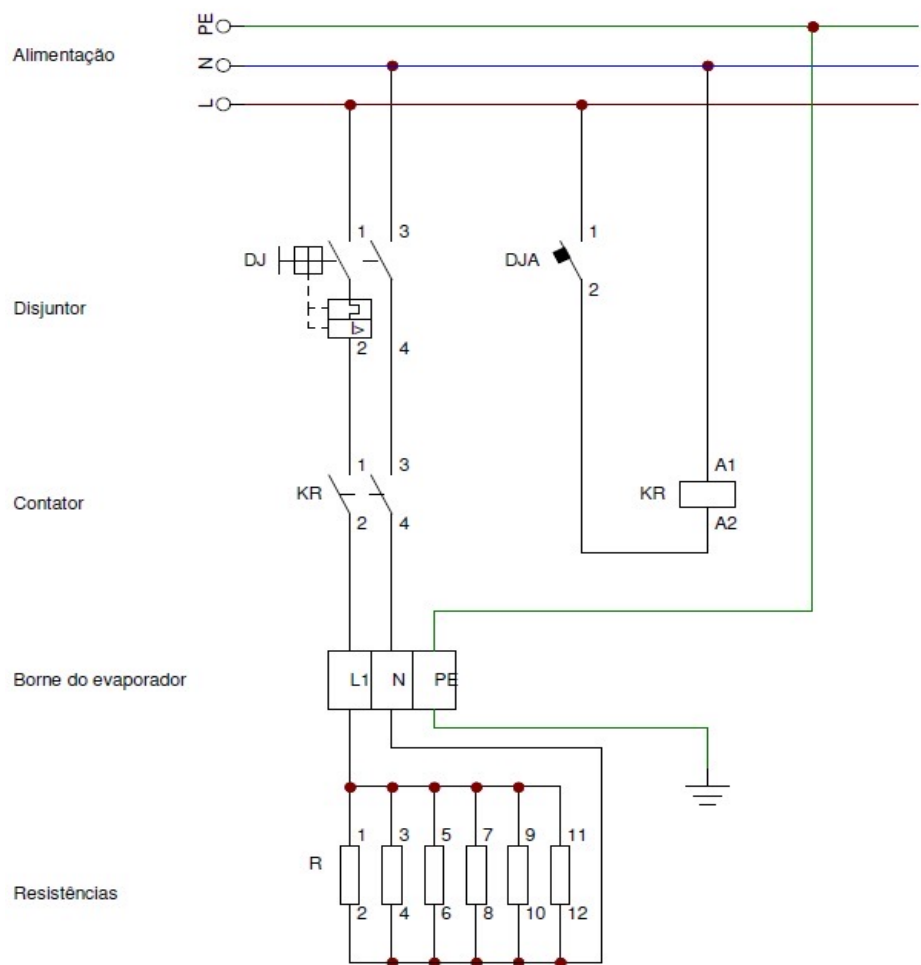 PE
Alimentação
N
L
1 3 1
DJ DJA
2
Disjuntor
2 4
1 3 A1
KR KR
Contator
2 4 A2
Borne do evaporador L1 N PE
1 3 5 7 9 11
R
Resistências
2 4 6 8 10 12